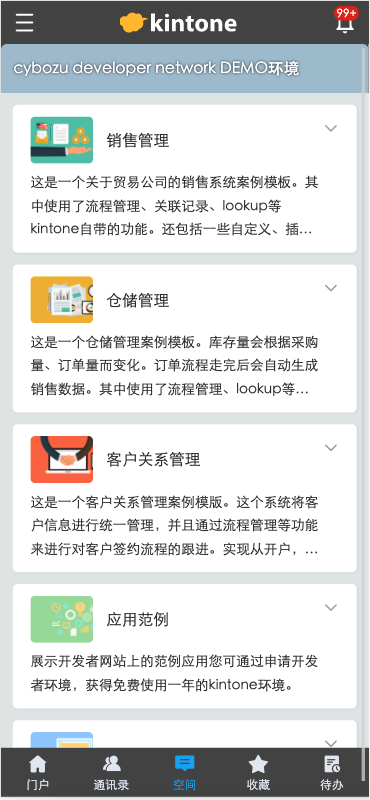 kintone
99+
cybozu developer network DEMO环境
销售管理
这是一个关于贸易公司的销售系统案例模板。其
中使用了流程管理、关联记录、lookup等
kintone自带的功能。还包括一些自定义、插...
仓储管理
这是一个仓储管理案例模板。库存量会根据采购
量、订单量而变化。订单流程走完后会自动生成
销售数据。其中使用了流程管理、lookup等...
客户关系管理
这是一个客户关系管理案例模版。这个系统将客
户信息进行统一管理，并且通过流程管理等功能
来进行对客户签约流程的跟进。实现从开户，...
应用范例
展示开发者网站上的范例应用您可通过申请开发
者环境，获得免费使用一年的kintone环境。
门户
通讯录
空间
收藏
待办